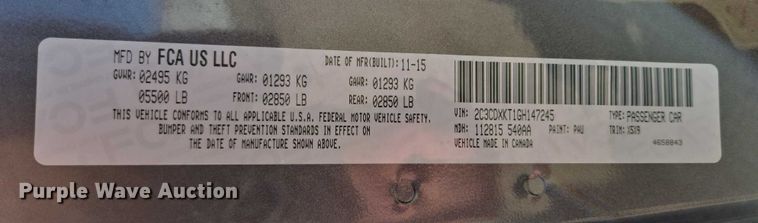 MFD BY FCA US LLC DATE OF MFR(BUILT): 11-15
GVWR: 02495 KG GAWR: 01293 KG GAWR: 01293 KG
05500 LB FRONT: 02850 LB REAR: 02850 LB
THIS VEHICLE CONFORMS TO ALL APPLICABLE U.S.A. FEDERAL MOTOR VEHICLE SAFETY,
BUMPER AND THEFT PREVENTION STANDARDS IN EFFECT ON
THE DATE OF MANUFACTURE SHOWN ABOVE.
VIN: 2C3CDXKT1GH147245 TYPE: PASSENGER CAR
MDH: 112815 540AA PAINT: PAU TRIM: X5X9
VEHICLE MADE IN CANADA 4658843
Purple Wave Auction